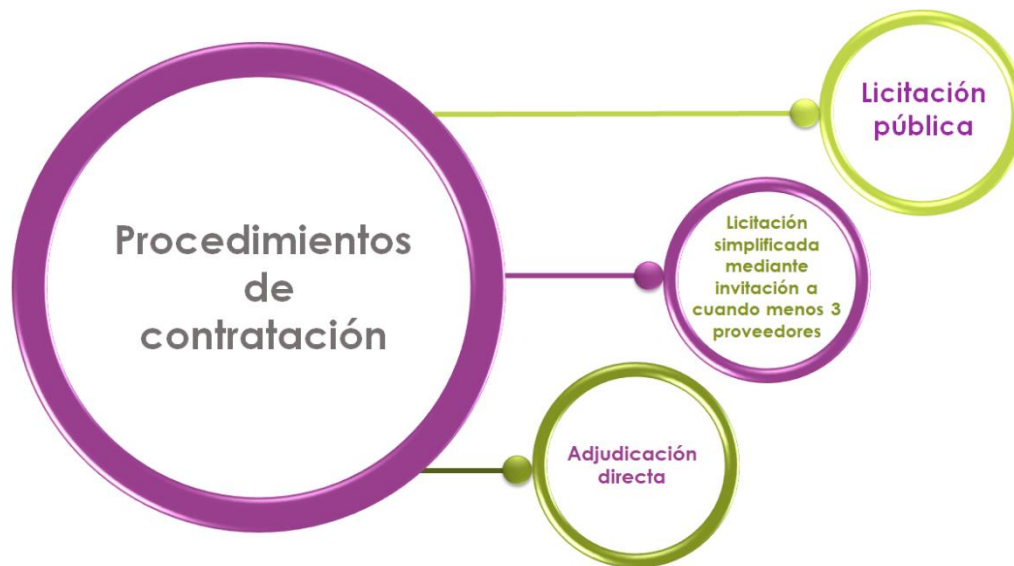 Procedimientos
de
contratación
Licitación
pública
Licitación
simplificada
mediante
invitación a
cuando menos 3
proveedores
Adjudicación
directa